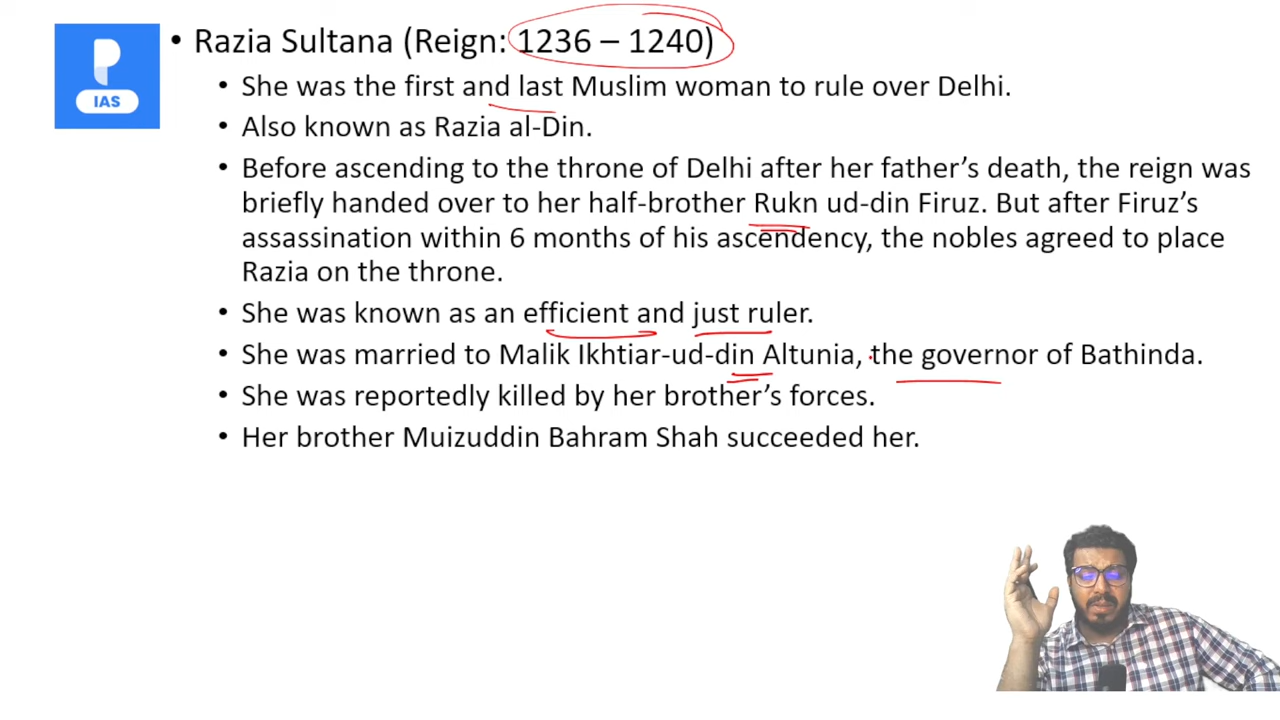 P
IAS
• Razia Sultana (Reign: 1236 – 1240)
• She was the first and last Muslim woman to rule over Delhi.
• Also known as Razia al-Din.
• Before ascending to the throne of Delhi after her father’s death, the reign was
briefly handed over to her half-brother Rukn ud-din Firuz. But after Firuz’s
assassination within 6 months of his ascendency, the nobles agreed to place
Razia on the throne.
• She was known as an efficient and just ruler.
• She was married to Malik Ikhtiar-ud-din Altunia, the governor of Bathinda.
• She was reportedly killed by her brother’s forces.
• Her brother Muizuddin Bahram Shah succeeded her.